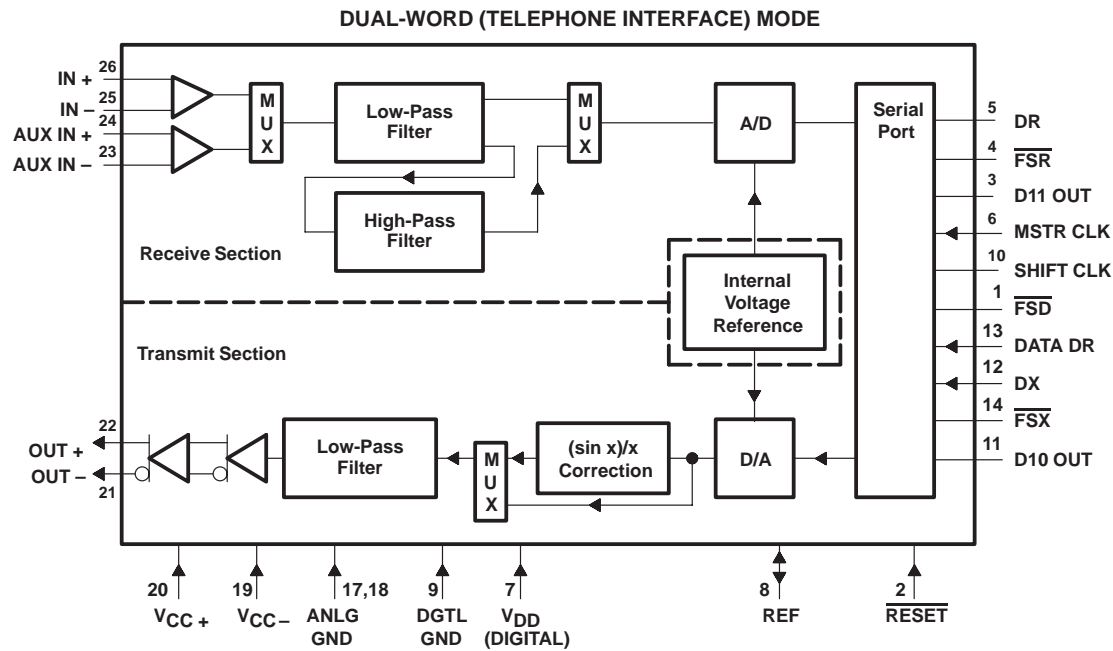 DUAL-WORD (TELEPHONE INTERFACE) MODE
26
IN +
25
IN –
24
AUX IN +
23
AUX IN –
M
U
X
Low-Pass
Filter
High-Pass
Filter
M
U
X
A/D
Serial
Port
5
DR
4
FSR
3
D11 OUT
6
MSTR CLK
10
SHIFT CLK
1
FSD
13
DATA DR
12
DX
14
FSX
11
D10 OUT
Receive Section
Internal
Voltage
Reference
Transmit Section
22
OUT +
OUT –
21
Low-Pass
Filter
M
U
X
(sin x)/x
Correction
D/A
20
VCC +
19
VCC –
17,18
ANLG
GND
9
DGTL
GND
7
VDD
(DIGITAL)
8
REF
2
RESET